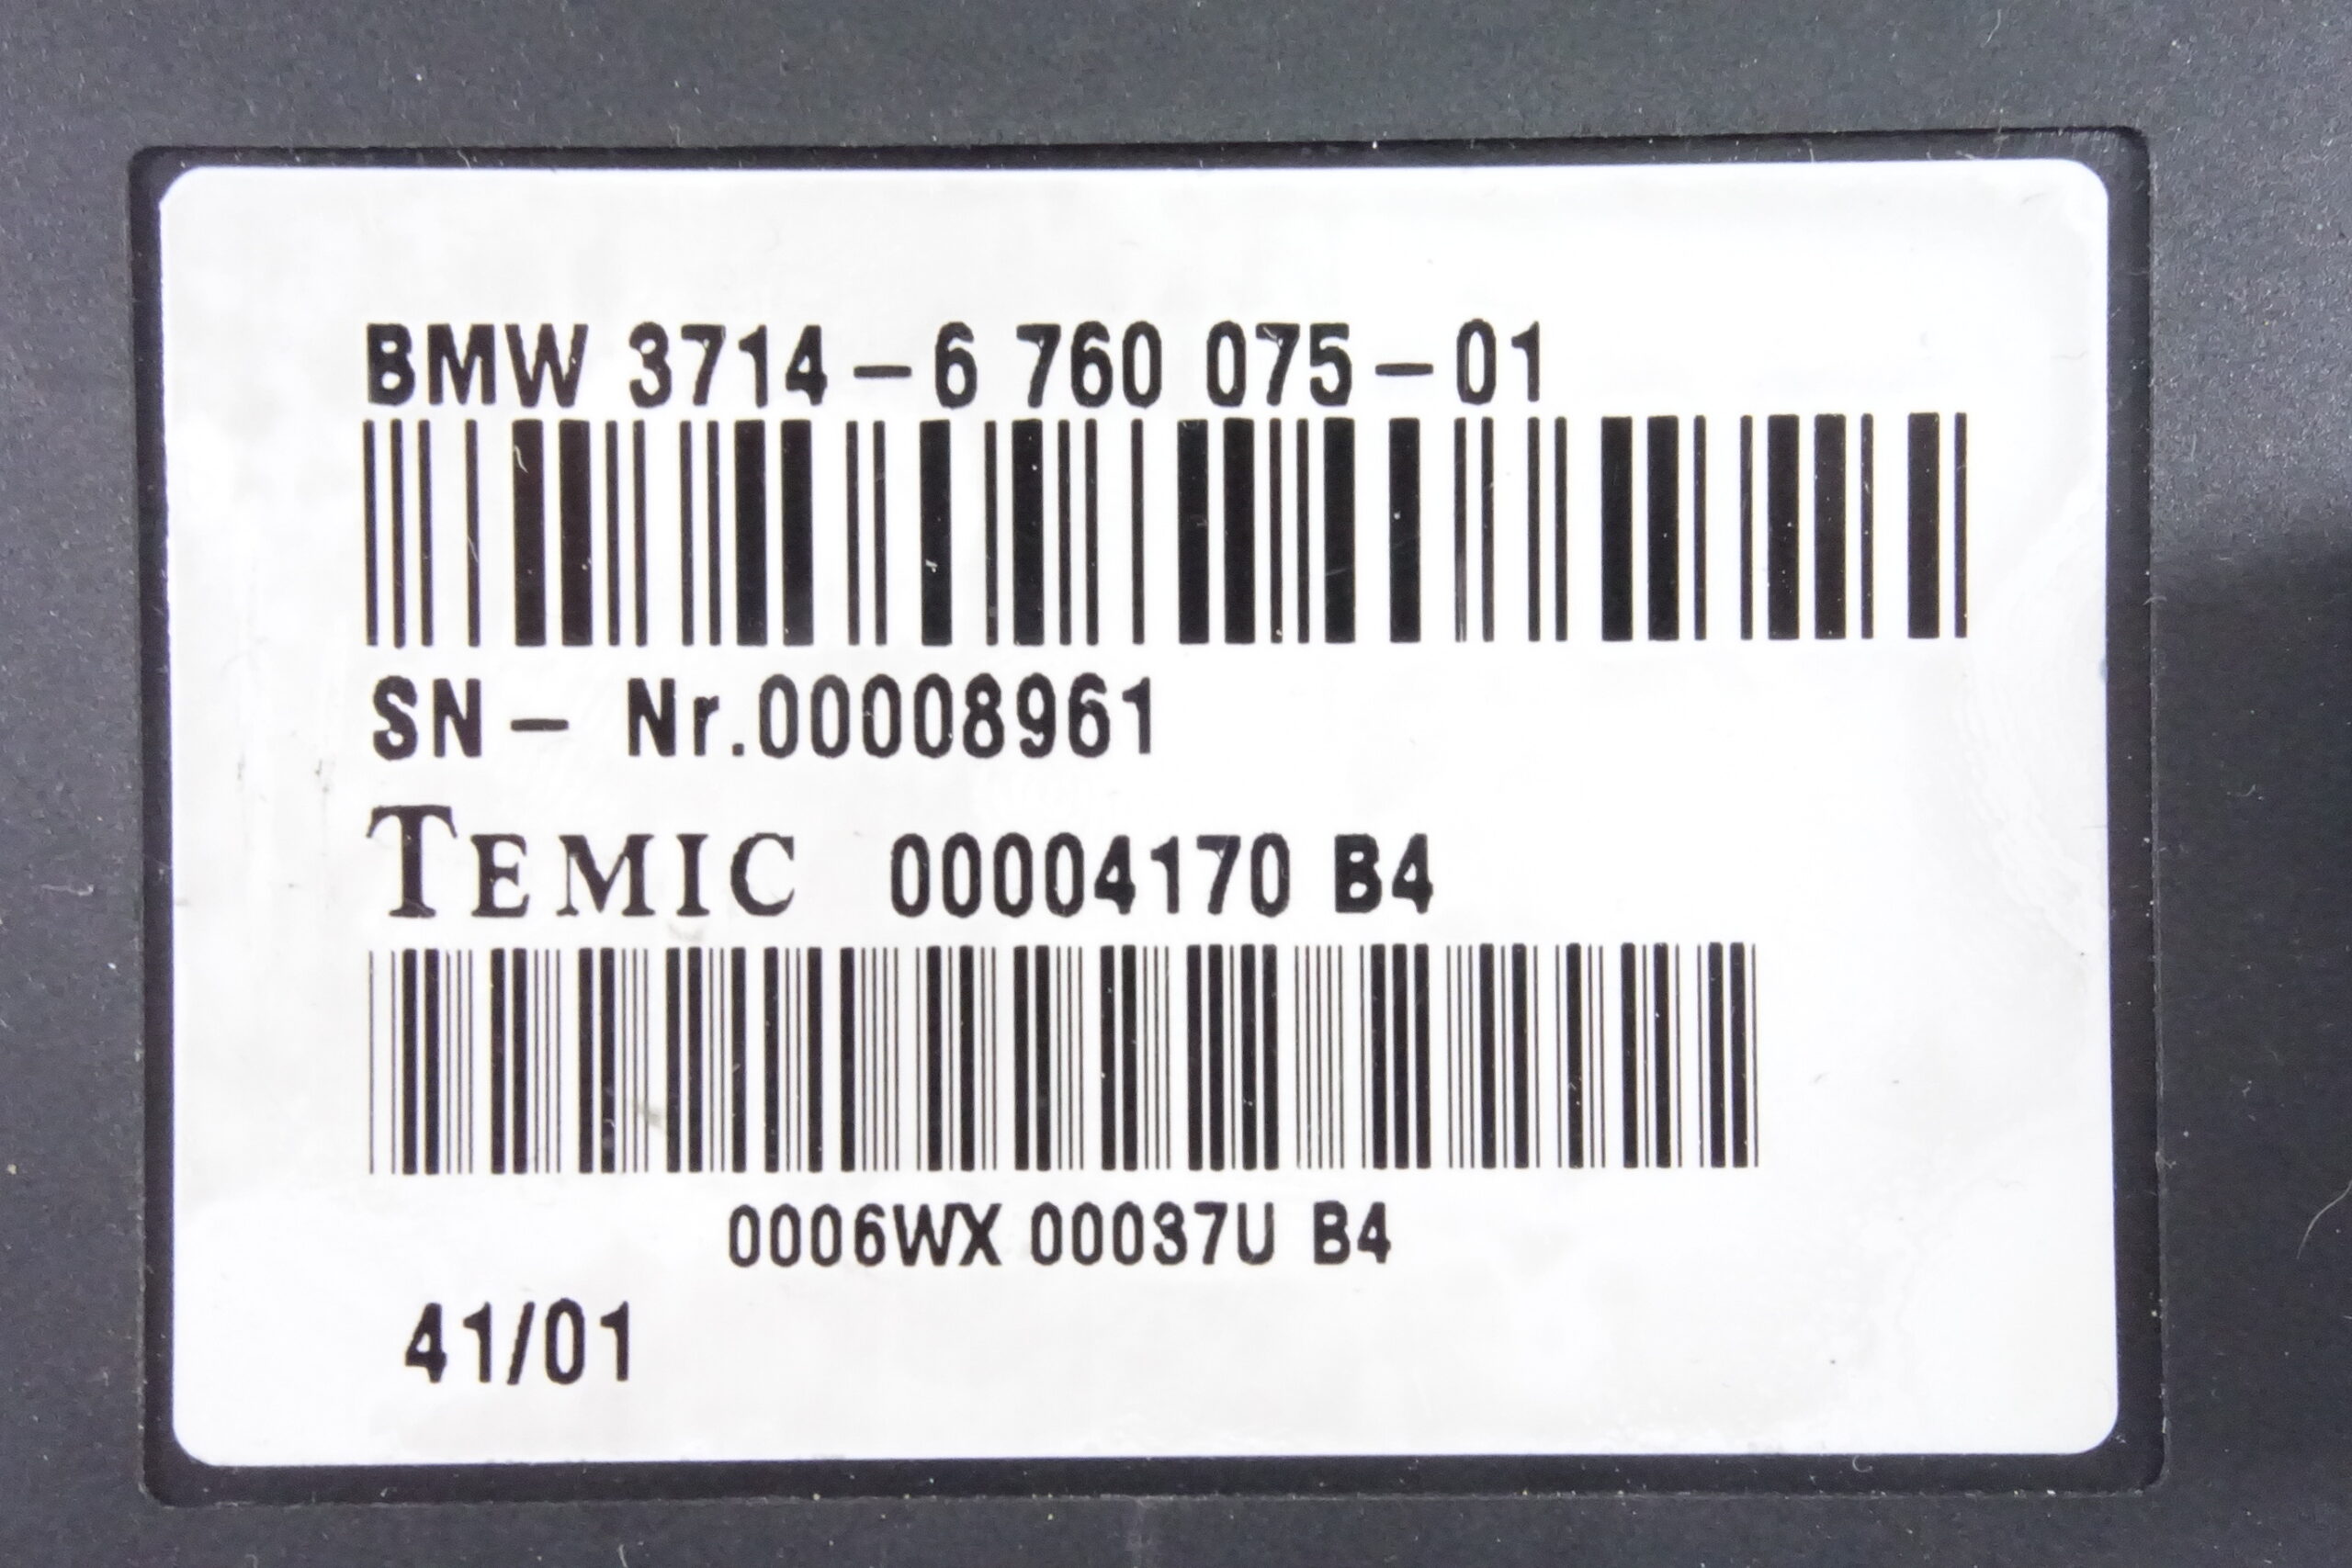 BMW 3714-6 760 075-01
SN- Nr.00008961
TEMIC 00004170 B4
0006WX 00037U B4
41/01